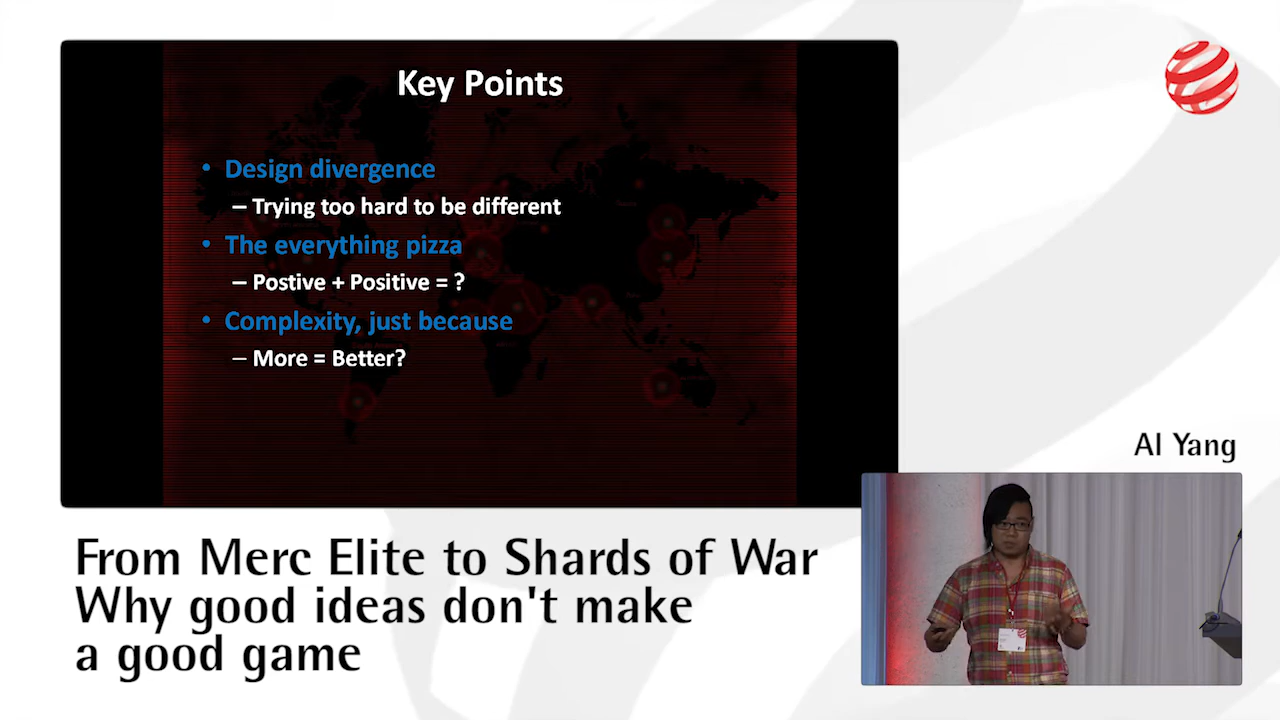 Key Points
• Design divergence
– Trying too hard to be different
• The everything pizza
– Postive + Positive = ?
• Complexity, just because
– More = Better?
Al Yang
From Merc Elite to Shards of War
Why good ideas don't make
a good game